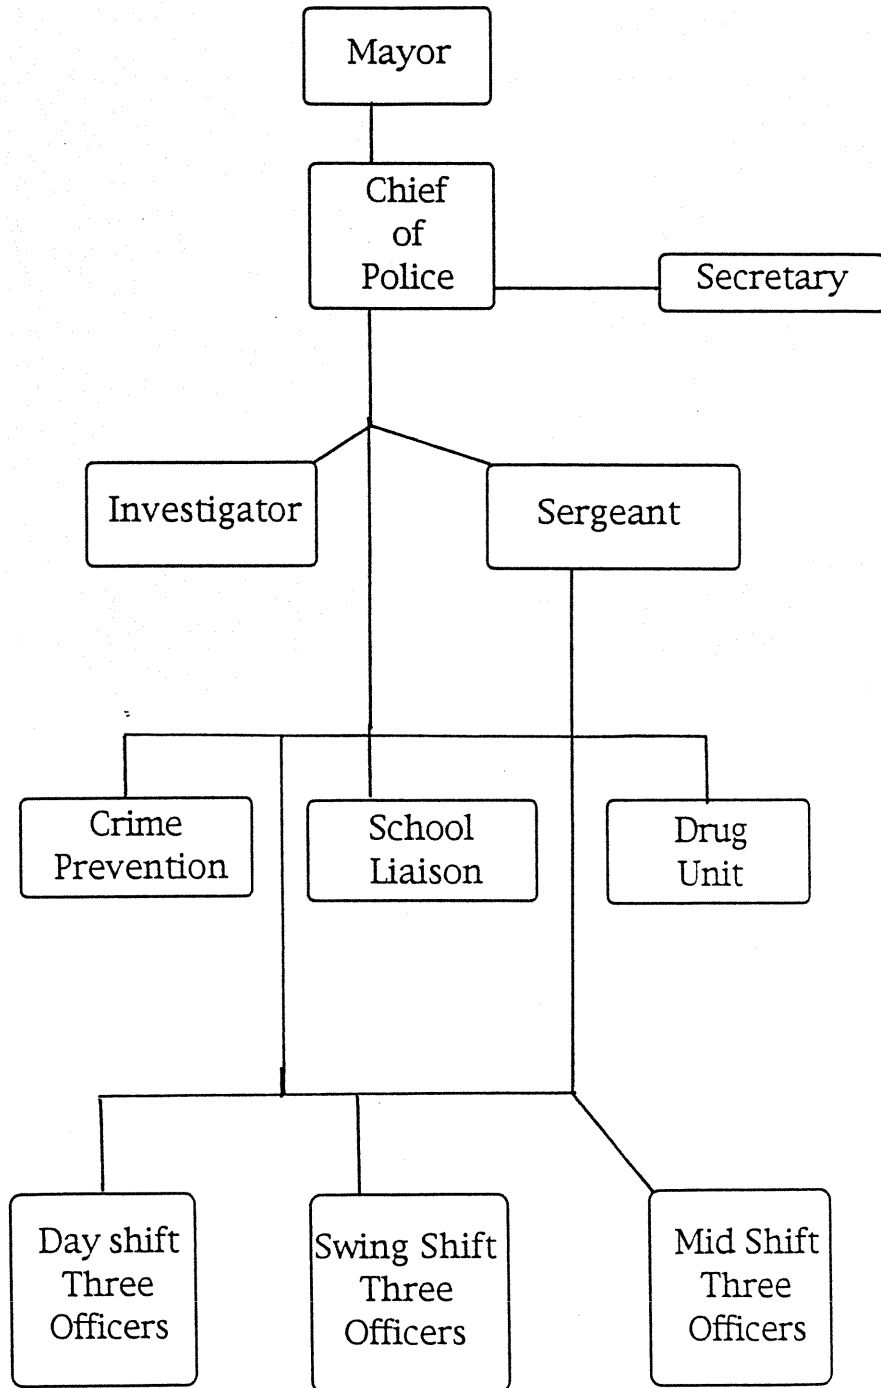 Mayor
Chief
of
Police
Secretary
Investigator
Sergeant
Crime
Prevention
School
Liaison
Drug
Unit
Day shift
Three
Officers
Swing Shift
Three
Officers
Mid Shift
Three
Officers